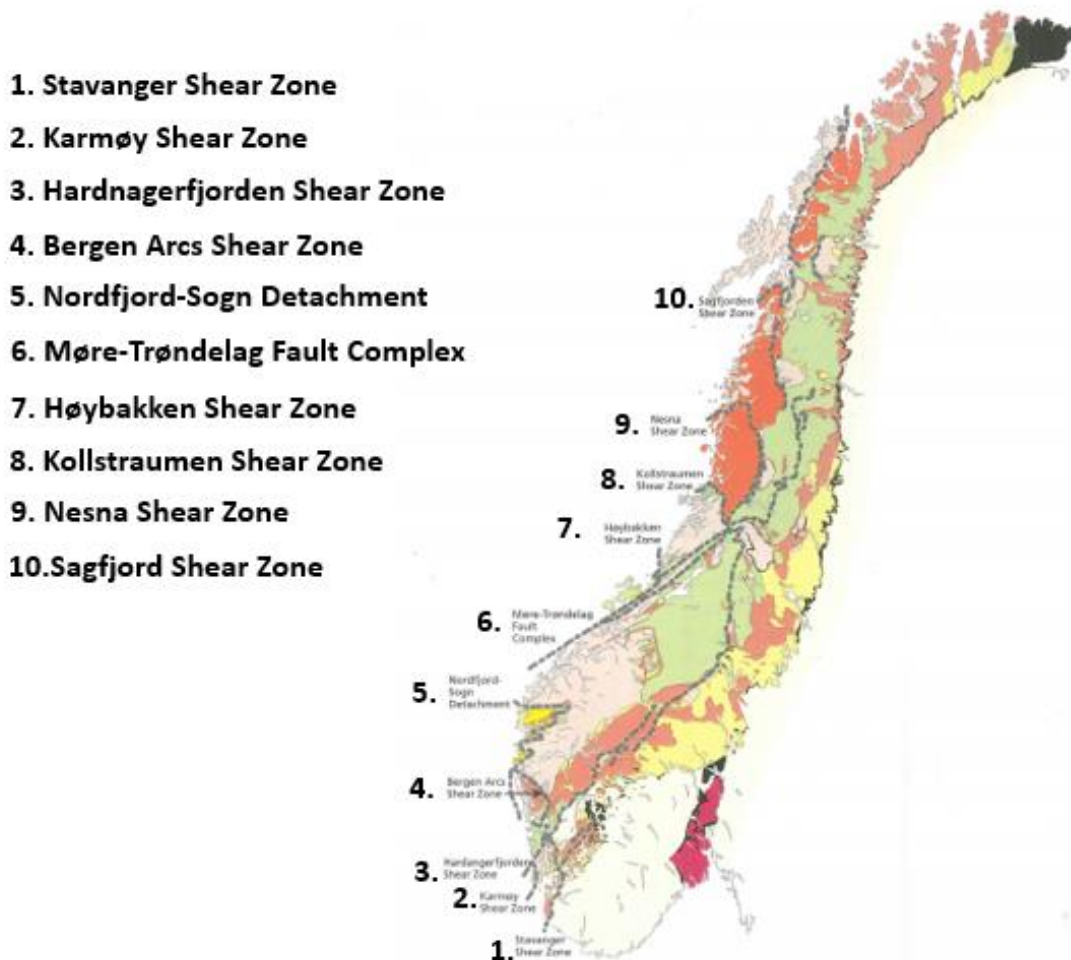 1. Stavanger Shear Zone
2. Karmøy Shear Zone
3. Hardnagerfjorden Shear Zone
4. Bergen Arcs Shear Zone
5. Nordfjord-Sogn Detachment
6. Møre-Trøndelag Fault Complex
7. Høybakken Shear Zone
8. Kollstraumen Shear Zone
9. Nesna Shear Zone
10.Sagfjord Shear Zone
10. Sagfjorden
Shear Zone
9. Nesna
Shear Zone
8. Kollstraumen
Shear Zone
7. Høybakken
Shear Zone
6. Møre-Trøndelag
Fault
Complex
5. Nordfjord-
Sogn
Detachment
4. Bergen Arcs
Shear Zone
3. Hardangerfjorden
Shear Zone
2. Karmøy
Shear Zone
1. Stavanger
Shear Zone